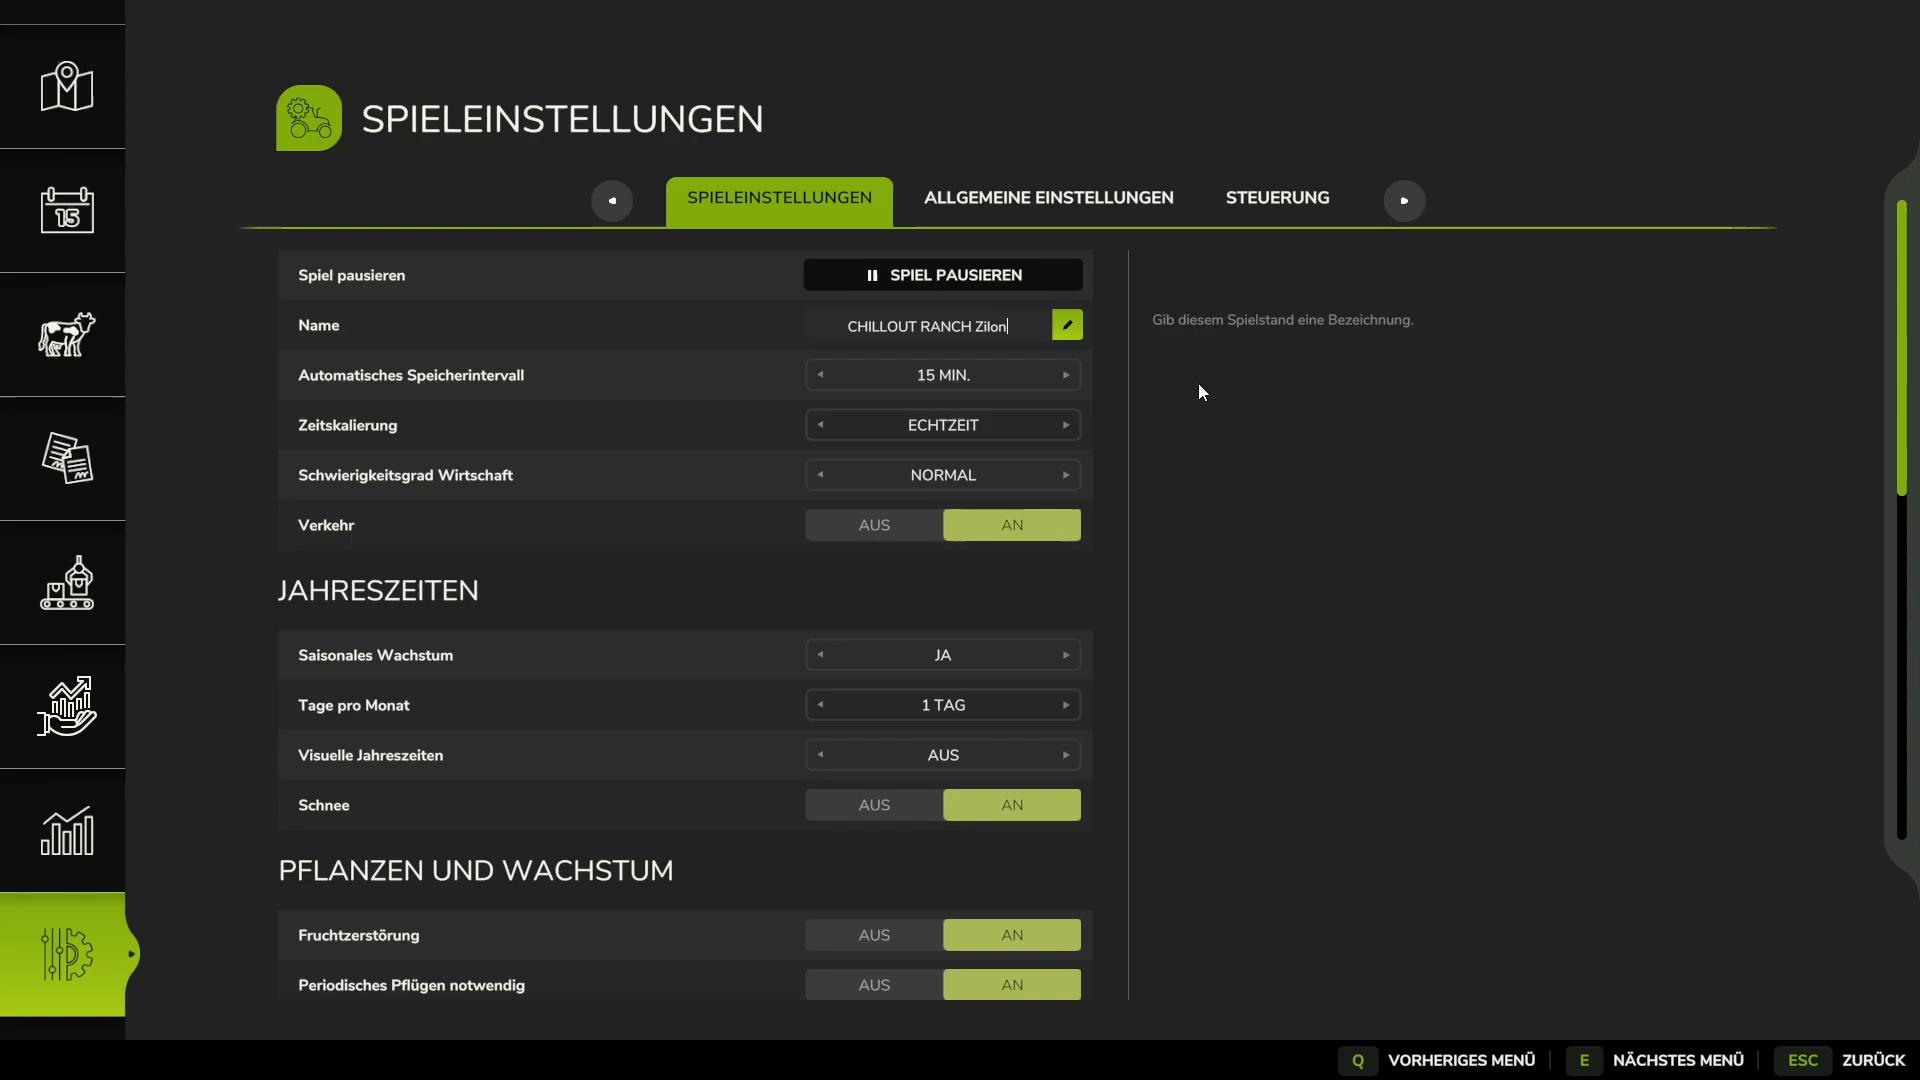 SPIELEINSTELLUNGEN
SPIELEINSTELLUNGEN
ALLGEMEINE EINSTELLUNGEN
STEUERUNG
Spiel pausieren
SPIEL PAUSIEREN
Name
CHILLOUT RANCH Zilon
Gib diesem Spielstand eine Bezeichnung.
Automatisches Speicherintervall
15 MIN.
Zeitskalierung
ECHTZEIT
Schwierigkeitsgrad Wirtschaft
NORMAL
Verkehr
AUS
AN
JAHRESZEITEN
Saisonales Wachstum
JA
Tage pro Monat
1 TAG
Visuelle Jahreszeiten
AUS
Schnee
AUS
AN
PFLANZEN UND WACHSTUM
Fruchtzerstörung
AUS
AN
Periodisches Pflügen notwendig
AUS
AN
15
Q VORHERIGES MENÜ
E NÄCHSTES MENÜ
ESC ZURÜCK